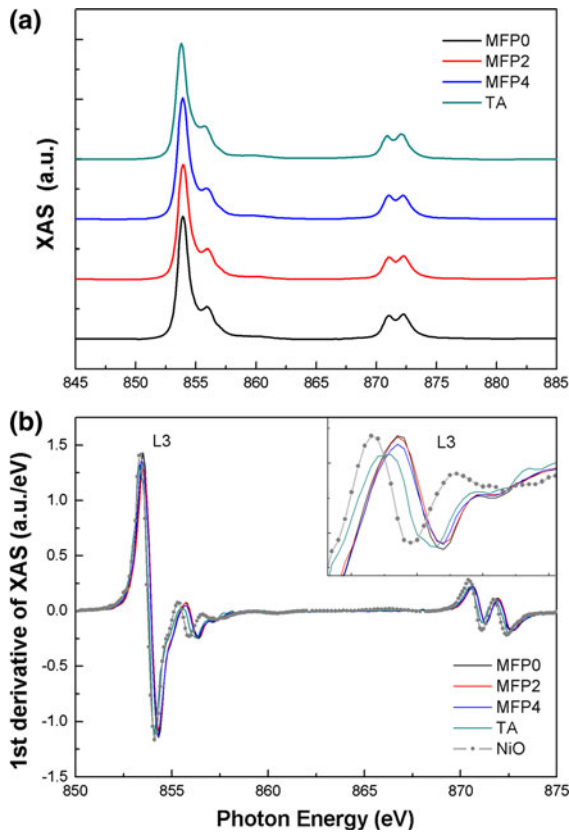 (a)
MFP0
MFP2
MFP4
TA
XAS (a.u.)
845 850 855 860 865 870 875 880 885
(b)
L3
L3
1.5
1.0
0.5
0.0
-0.5
-1.0
-1.5
1st derivative of XAS (a.u./eV)
MFP0
MFP2
MFP4
TA
NiO
850 855 860 865 870 875
Photon Energy (eV)